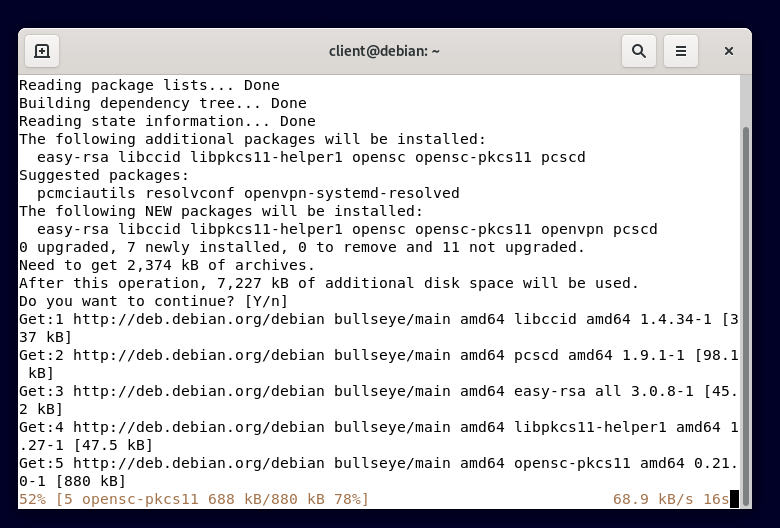 client@debian: ~
Reading package lists... Done
Building dependency tree... Done
Reading state information... Done
The following additional packages will be installed:
  easy-rsa libccid libpkcs11-helper1 opensc opensc-pkcs11 pcscd
Suggested packages:
  pcmciautils resolvconf openvpn-systemd-resolved
The following NEW packages will be installed:
  easy-rsa libccid libpkcs11-helper1 opensc opensc-pkcs11 openvpn pcscd
0 upgraded, 7 newly installed, 0 to remove and 11 not upgraded.
Need to get 2,374 kB of archives.
After this operation, 7,227 kB of additional disk space will be used.
Do you want to continue? [Y/n]
Get:1 http://deb.debian.org/debian bullseye/main amd64 libccid amd64 1.4.34-1 [3
37 kB]
Get:2 http://deb.debian.org/debian bullseye/main amd64 pcscd amd64 1.9.1-1 [98.1
 kB]
Get:3 http://deb.debian.org/debian bullseye/main amd64 easy-rsa all 3.0.8-1 [45.
2 kB]
Get:4 http://deb.debian.org/debian bullseye/main amd64 libpkcs11-helper1 amd64 1
.27-1 [47.5 kB]
Get:5 http://deb.debian.org/debian bullseye/main amd64 opensc-pkcs11 amd64 0.21.
0-1 [880 kB]
52% [5 opensc-pkcs11 688 kB/880 kB 78%] 68.9 kB/s 16s